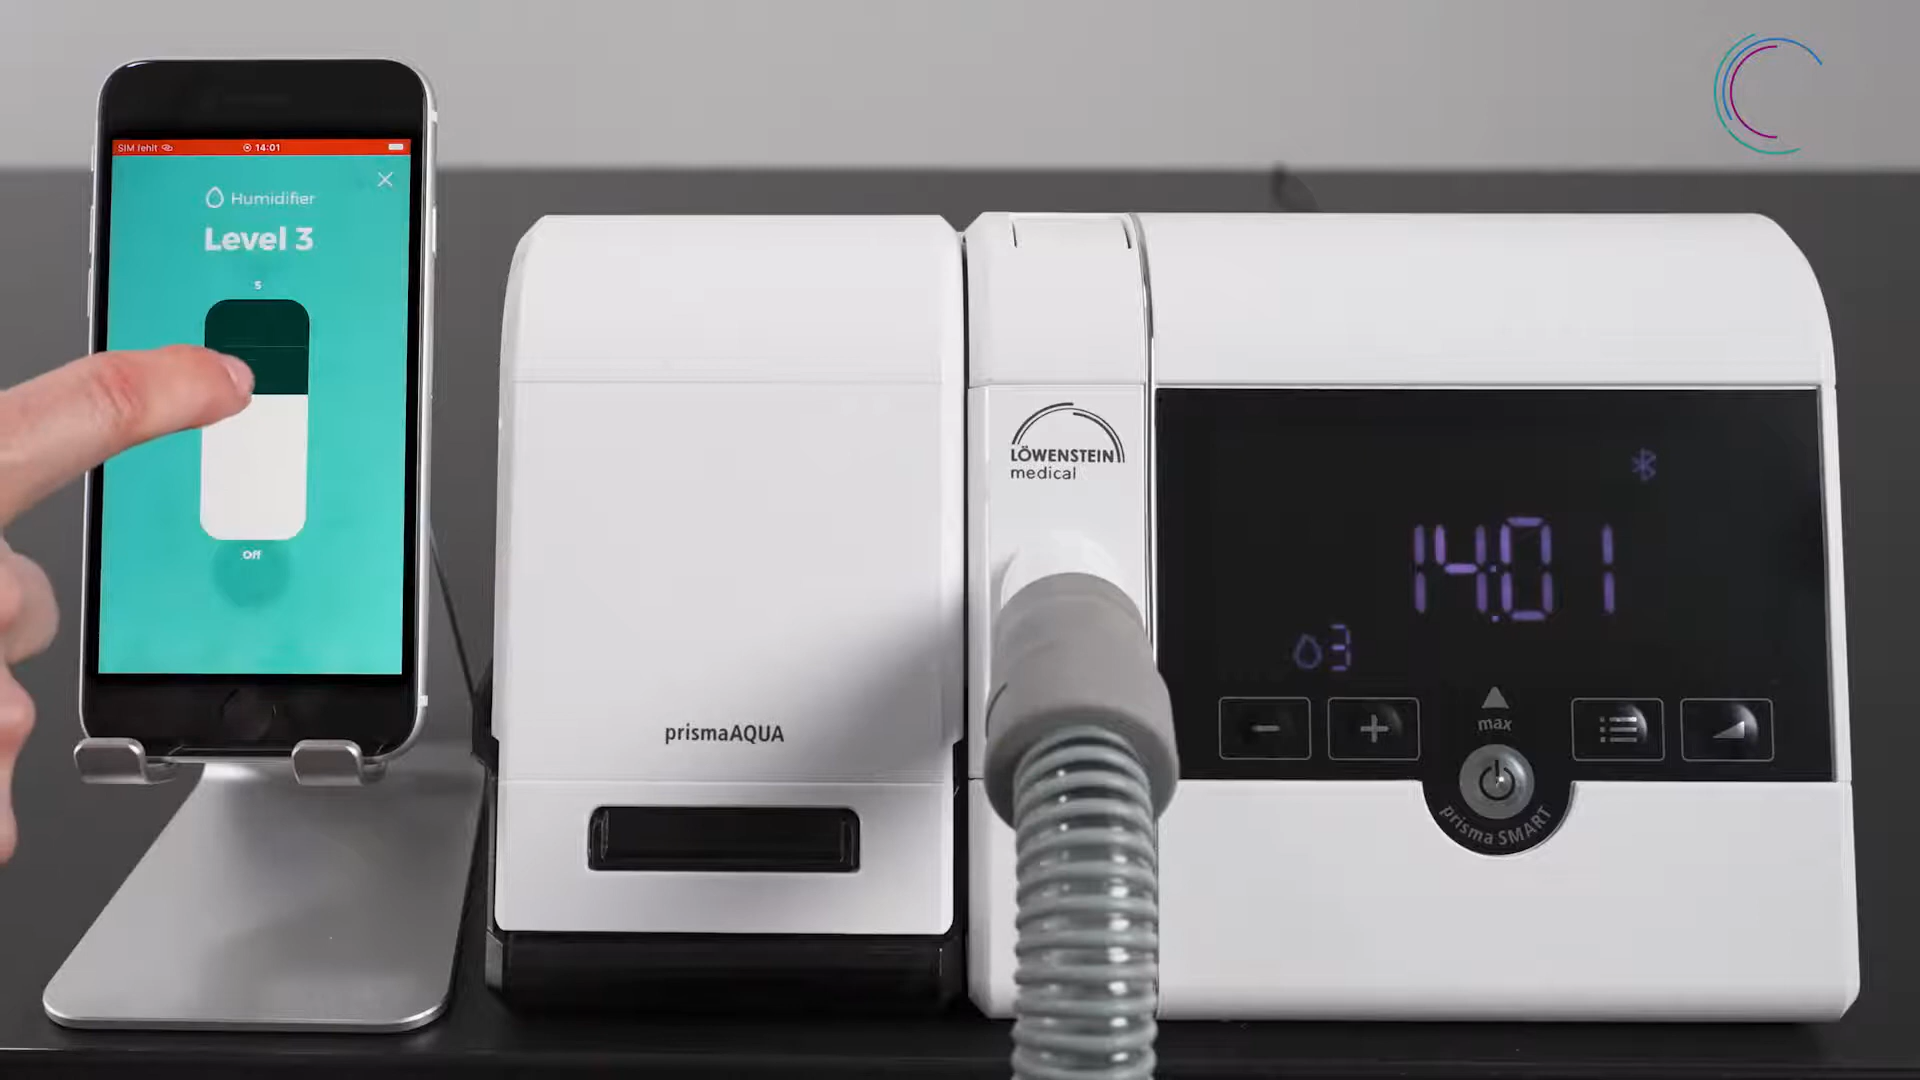 SIM fehlt 14:01
Humidifier
Level 3
5
Off
prismaAQUA
LÖWENSTEIN
medical
14:01
3
max
prisma SMART